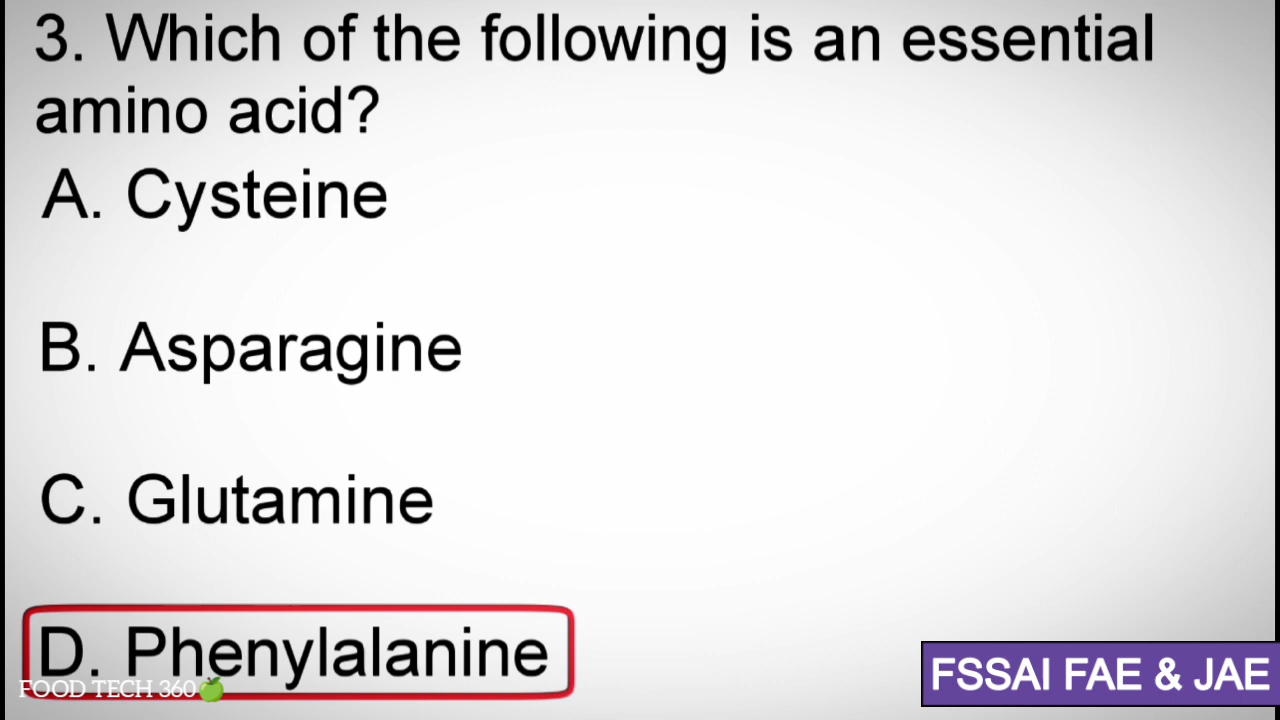 3. Which of the following is an essential
amino acid?
A. Cysteine
B. Asparagine
C. Glutamine
D. Phenylalanine
FOOD TECH 360
FSSAI FAE & JAE